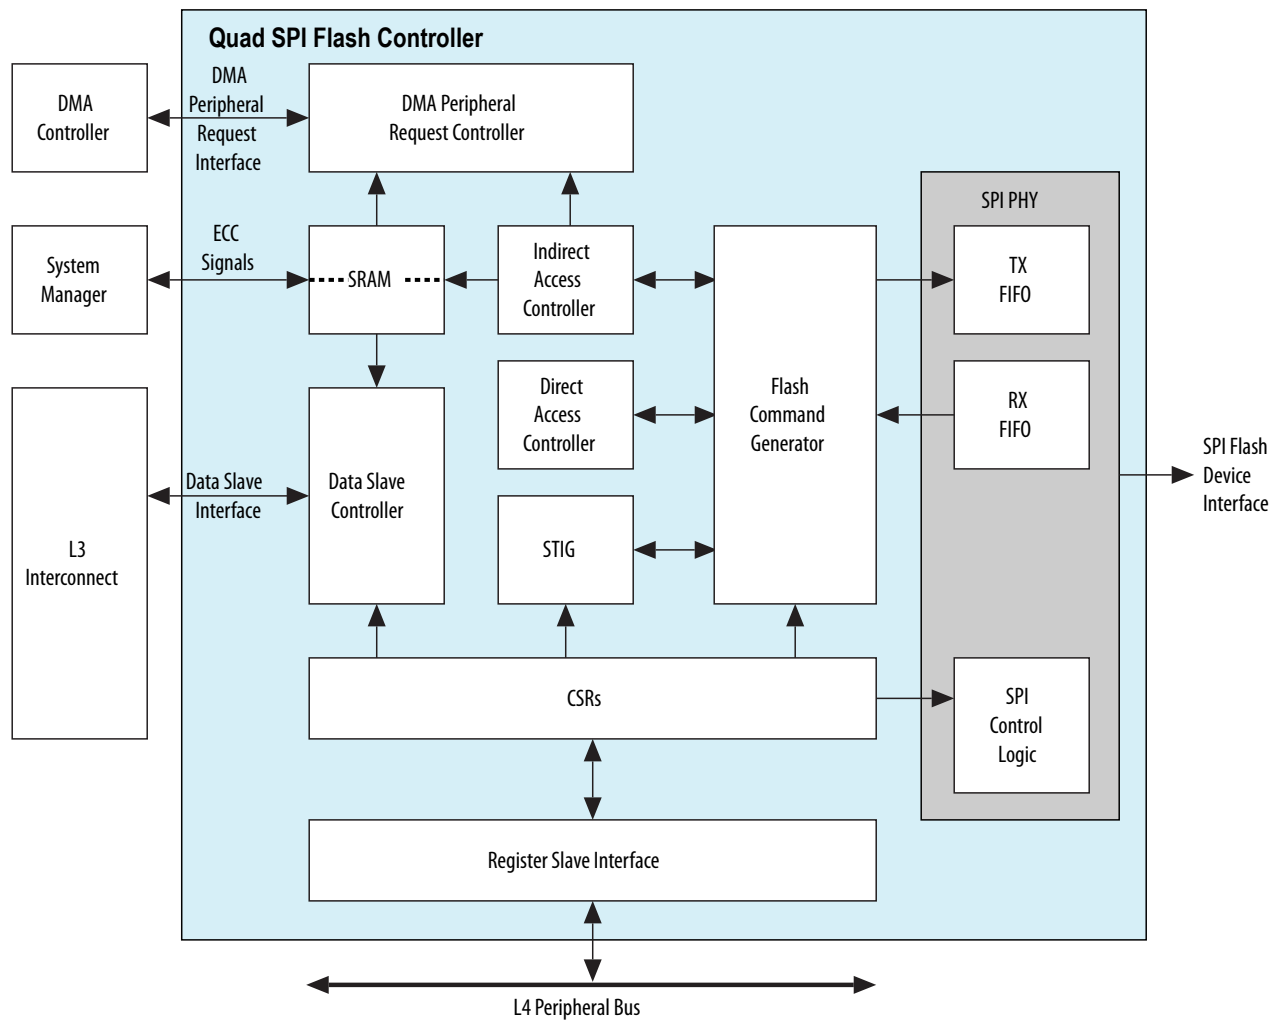 Quad SPI Flash Controller
DMA
Controller
DMA
Peripheral
Request
Interface
DMA Peripheral
Request Controller
System
Manager
ECC
Signals
SRAM
Indirect
Access
Controller
SPI PHY
TX
FIFO
L3
Interconnect
Data Slave
Interface
Data Slave
Controller
Direct
Access
Controller
Flash
Command
Generator
RX
FIFO
SPI Flash
Device
Interface
STIG
CSRs
SPI
Control
Logic
Register Slave Interface
L4 Peripheral Bus